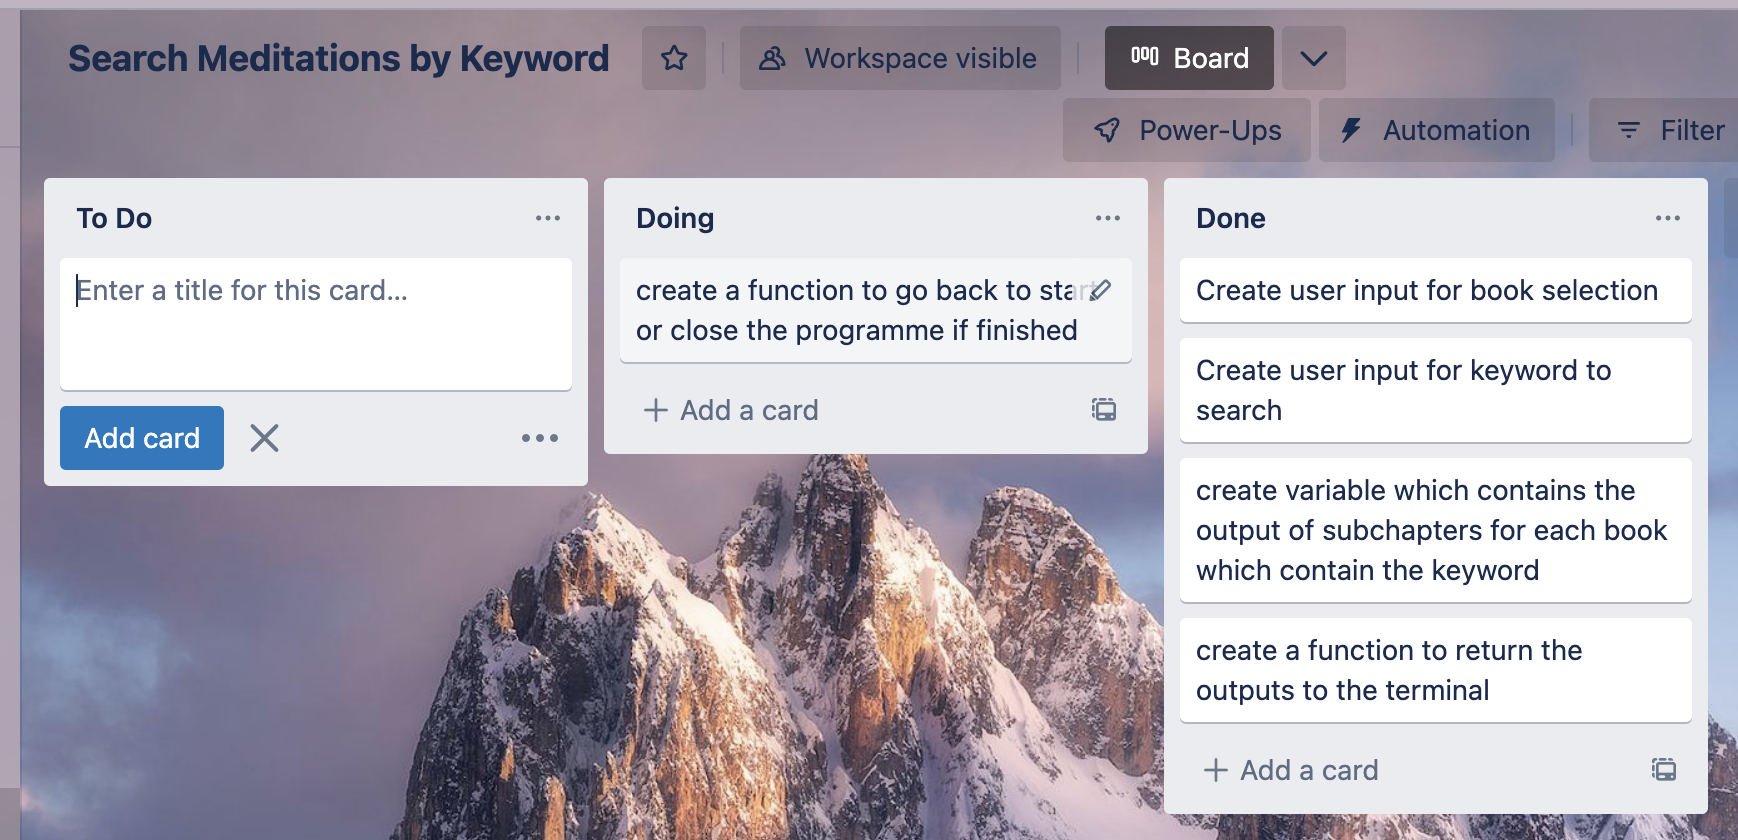 Search Meditations by Keyword
Workspace visible
Board
Power-Ups
Automation
Filter
To Do
Enter a title for this card...
Add card
Doing
create a function to go back to start
or close the programme if finished
Add a card
Done
Create user input for book selection
Create user input for keyword to
search
create variable which contains the
output of subchapters for each book
which contain the keyword
create a function to return the
outputs to the terminal
Add a card